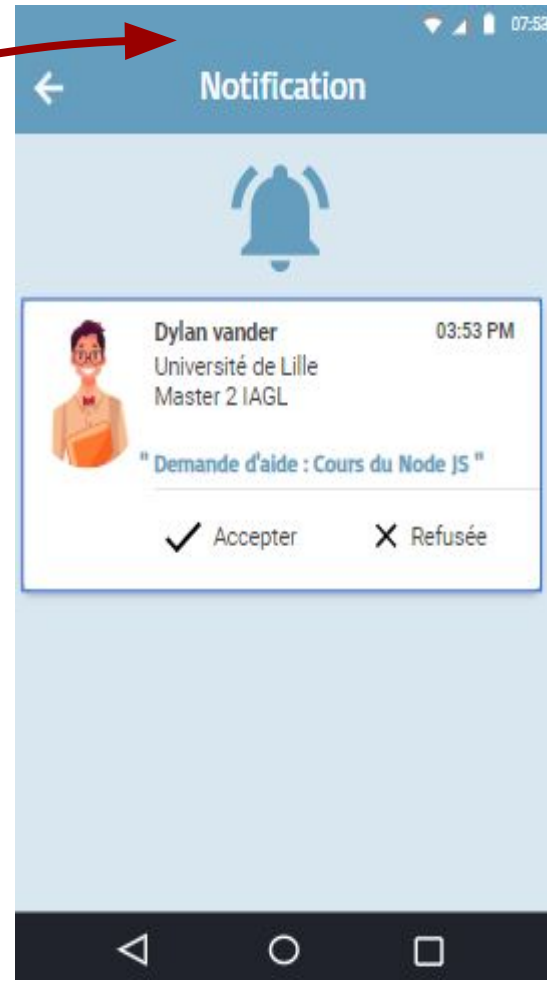 07:53
Notification
Dylan vander 03:53 PM
Université de Lille
Master 2 IAGL
" Demande d'aide : Cours du Node JS "
Accepter Refusée